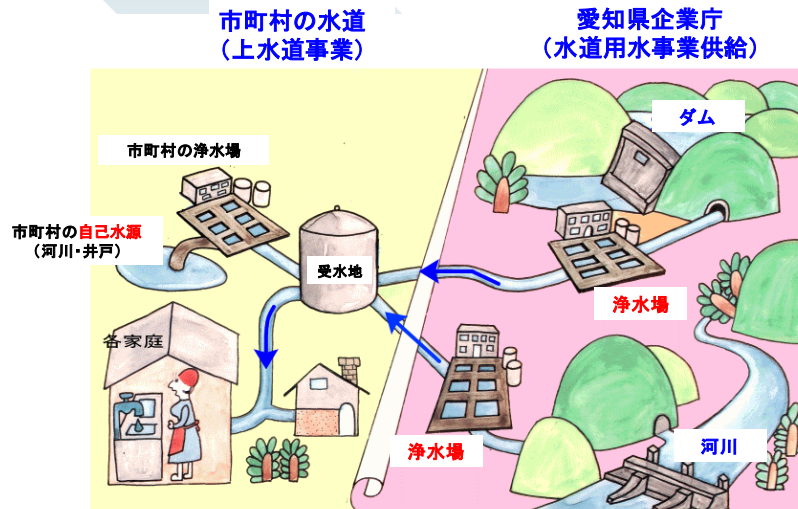 市町村の水道
（上水道事業）
愛知県企業庁
（水道用水事業供給）
ダム
市町村の浄水場
市町村の自己水源
（河川・井戸）
受水地
浄水場
各家庭
浄水場
河川